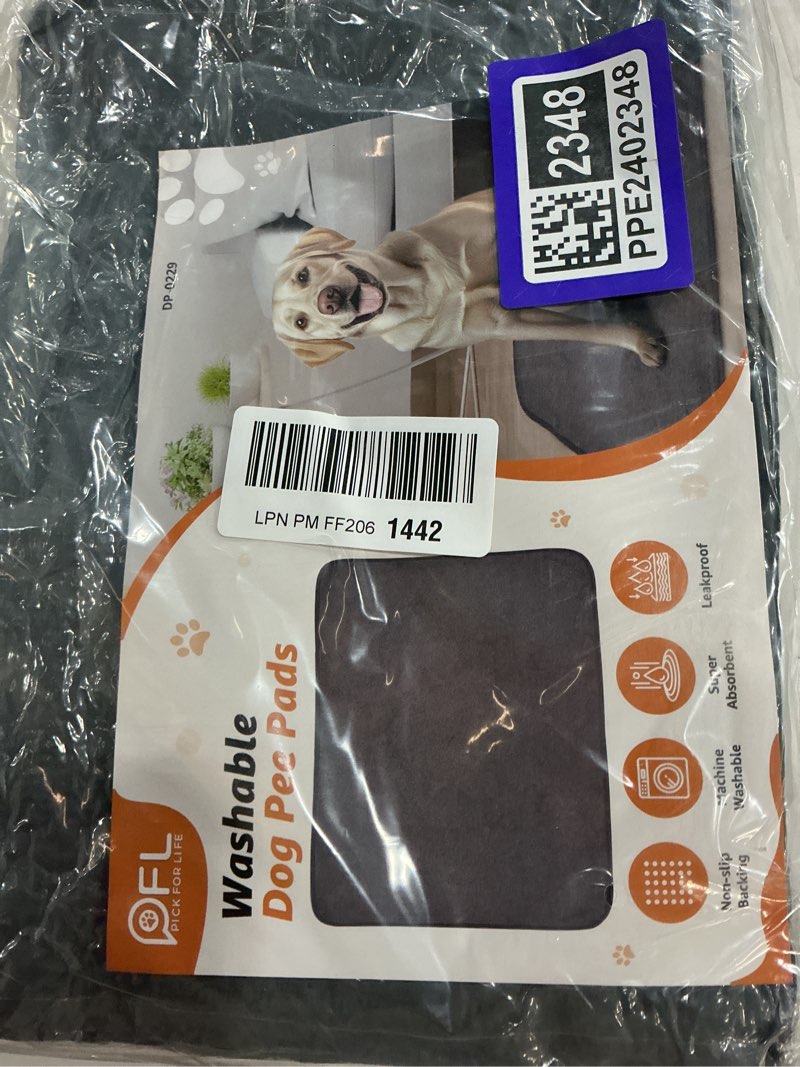 2348
PPE2402348
DP-0229
LPN PM FF206 1442
PFL
PICK FOR LIFE
Washable
Dog Pee Pads
Leakproof
Super
Absorbent
Machine
Washable
Non-slip
Backing